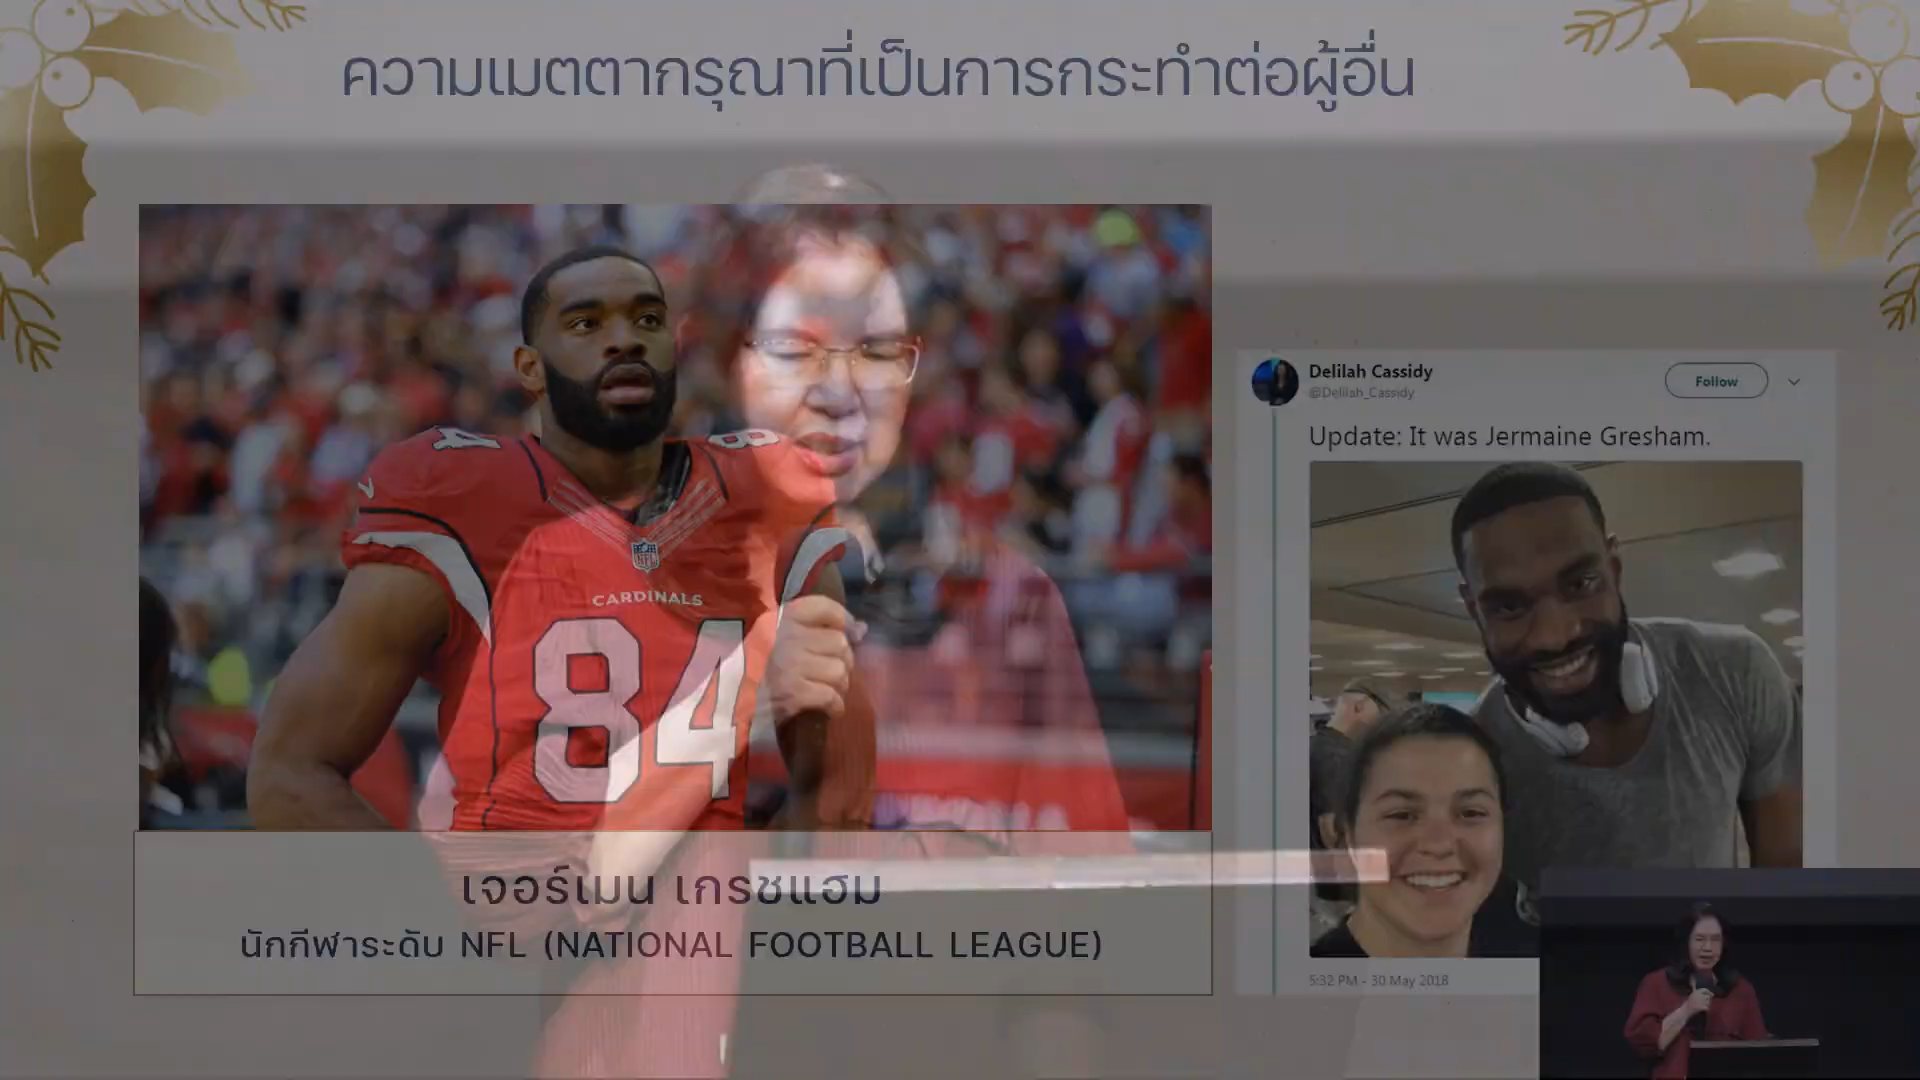 ความเมตตากรุณาที่เป็นการกระทำต่อผู้อื่น
Delilah Cassidy
@Delilah_Cassidy
Follow
Update: It was Jermaine Gresham.
NFL
CARDINALS
84
เจอร์เมน เกรชแฮม
นักกีฬาระดับ NFL (NATIONAL FOOTBALL LEAGUE)
5:32 PM - 30 May 2018